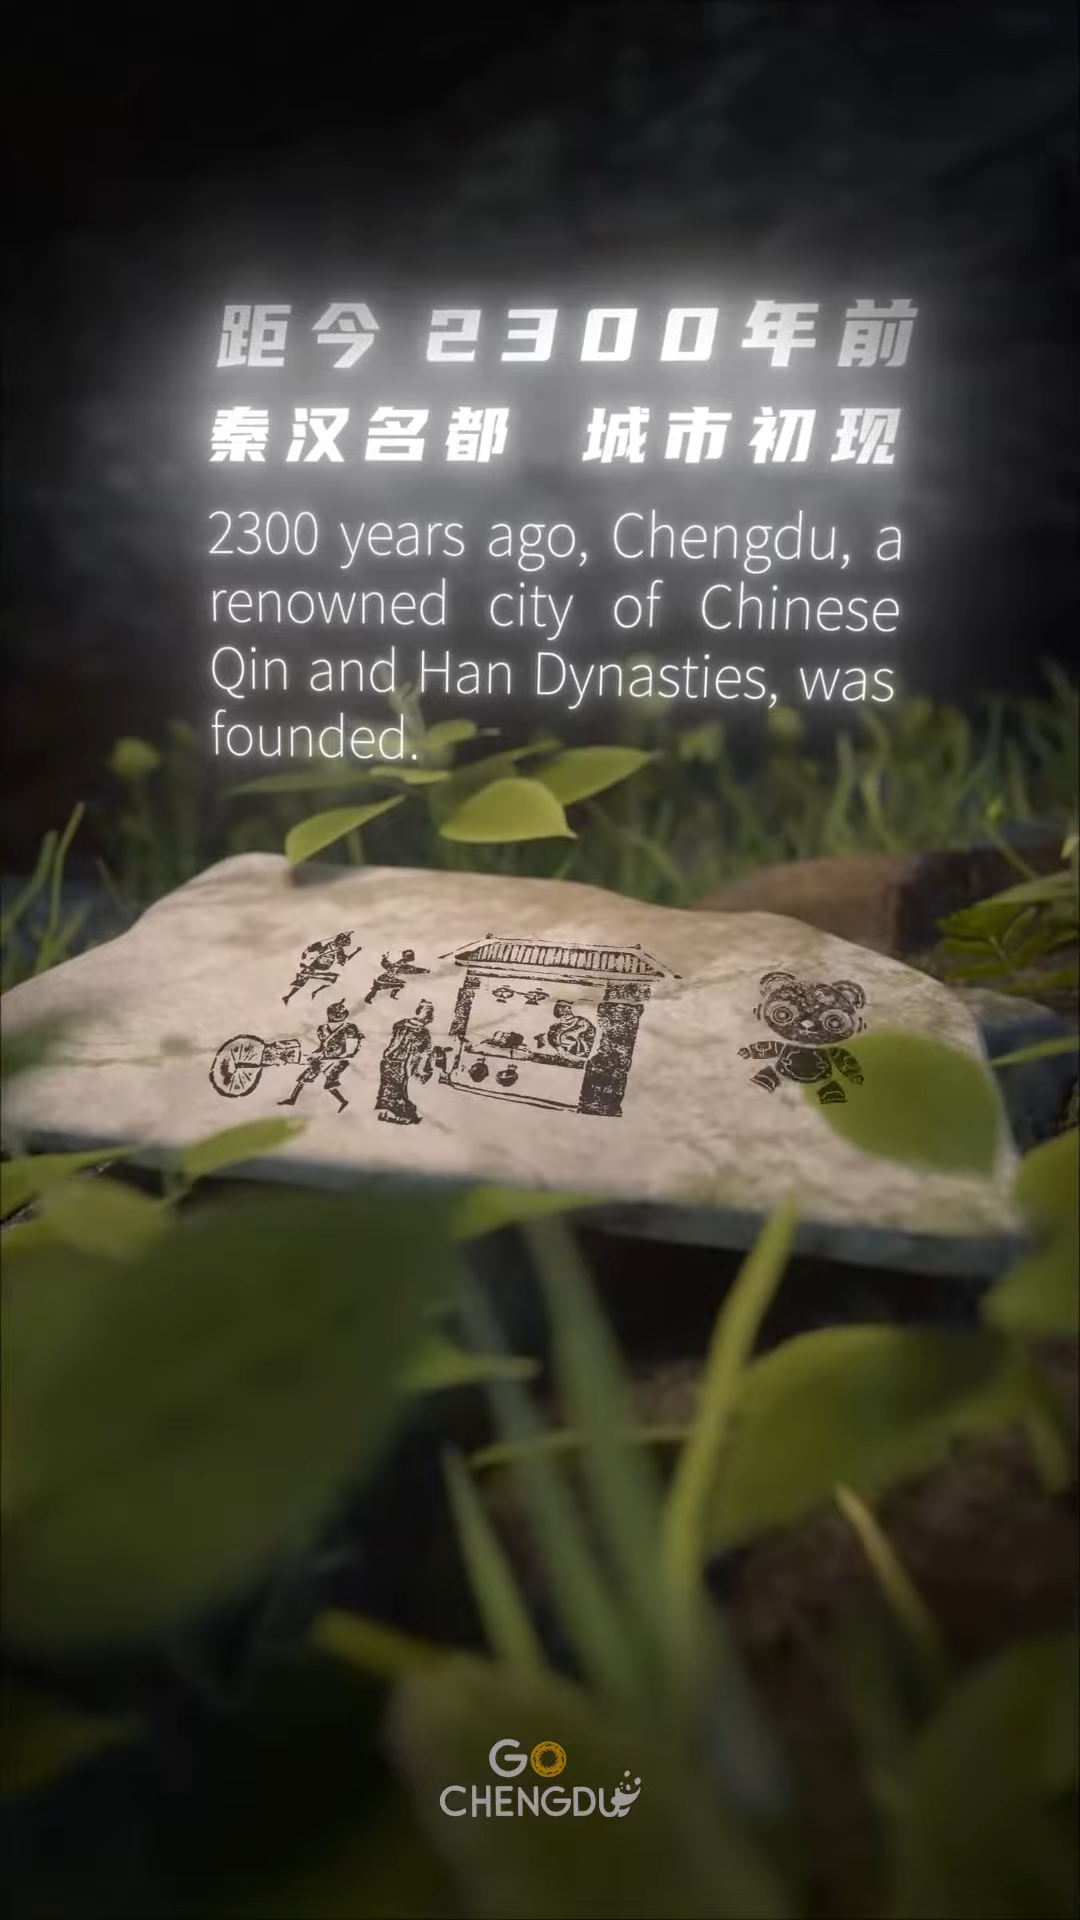 距今 2300年前
秦汉名都 城市初现
2300 years ago, Chengdu, a
renowned city of Chinese
Qin and Han Dynasties, was
founded.
GO
CHENGDU